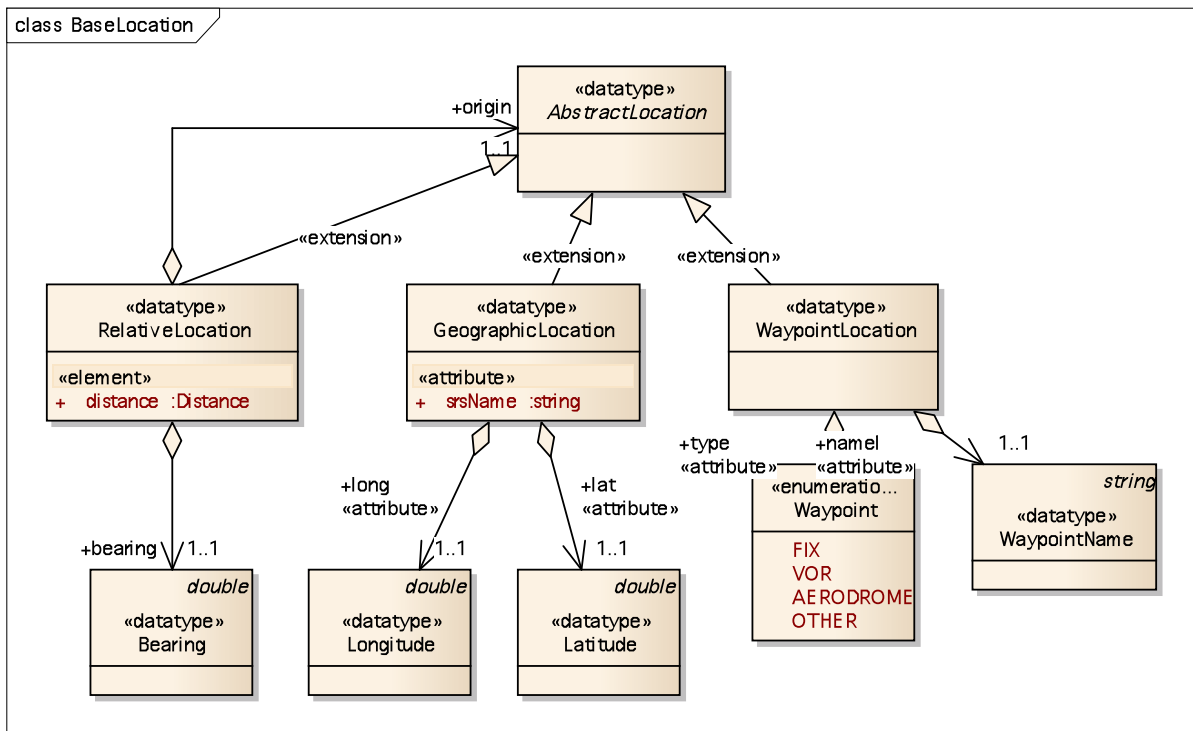 class BaseLocation
«datatype»
AbstractLocation
+origin
1..1
«extension»
«extension»
«extension»
«datatype»
RelativeLocation
«element»
+ distance :Distance
«datatype»
GeographicLocation
«attribute»
+ srsName :string
«datatype»
WaypointLocation
+type
«attribute»
+namel
«attribute»
1..1
+long
«attribute»
1..1
+lat
«attribute»
1..1
+bearing
1..1
«enumeratio...
Waypoint
FIX
VOR
AERODROME
OTHER
string
«datatype»
WaypointName
double
«datatype»
Bearing
double
«datatype»
Longitude
double
«datatype»
Latitude